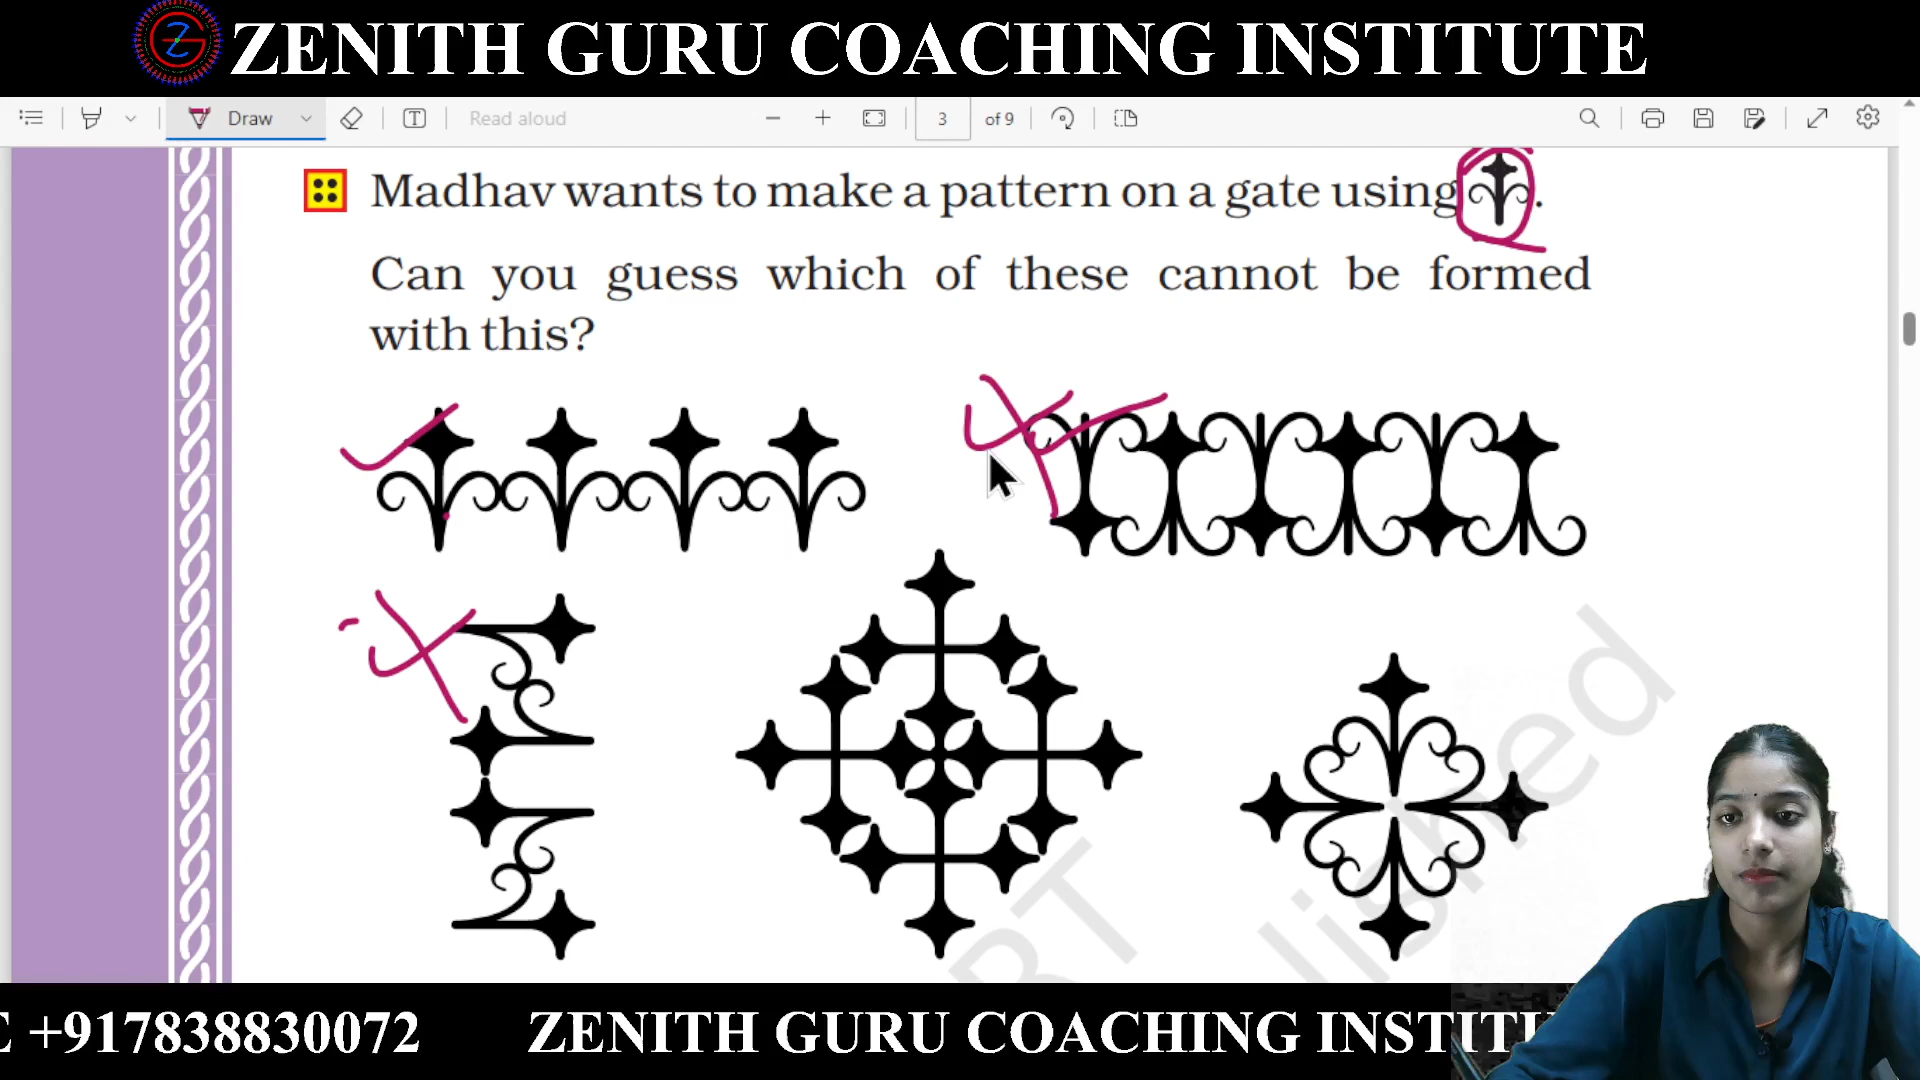 ZENITH GURU COACHING INSTITUTE
Draw
T
Read aloud
3
of 9
Madhav wants to make a pattern on a gate using .
Can you guess which of these cannot be formed
with this?
+917838830072
ZENITH GURU COACHING